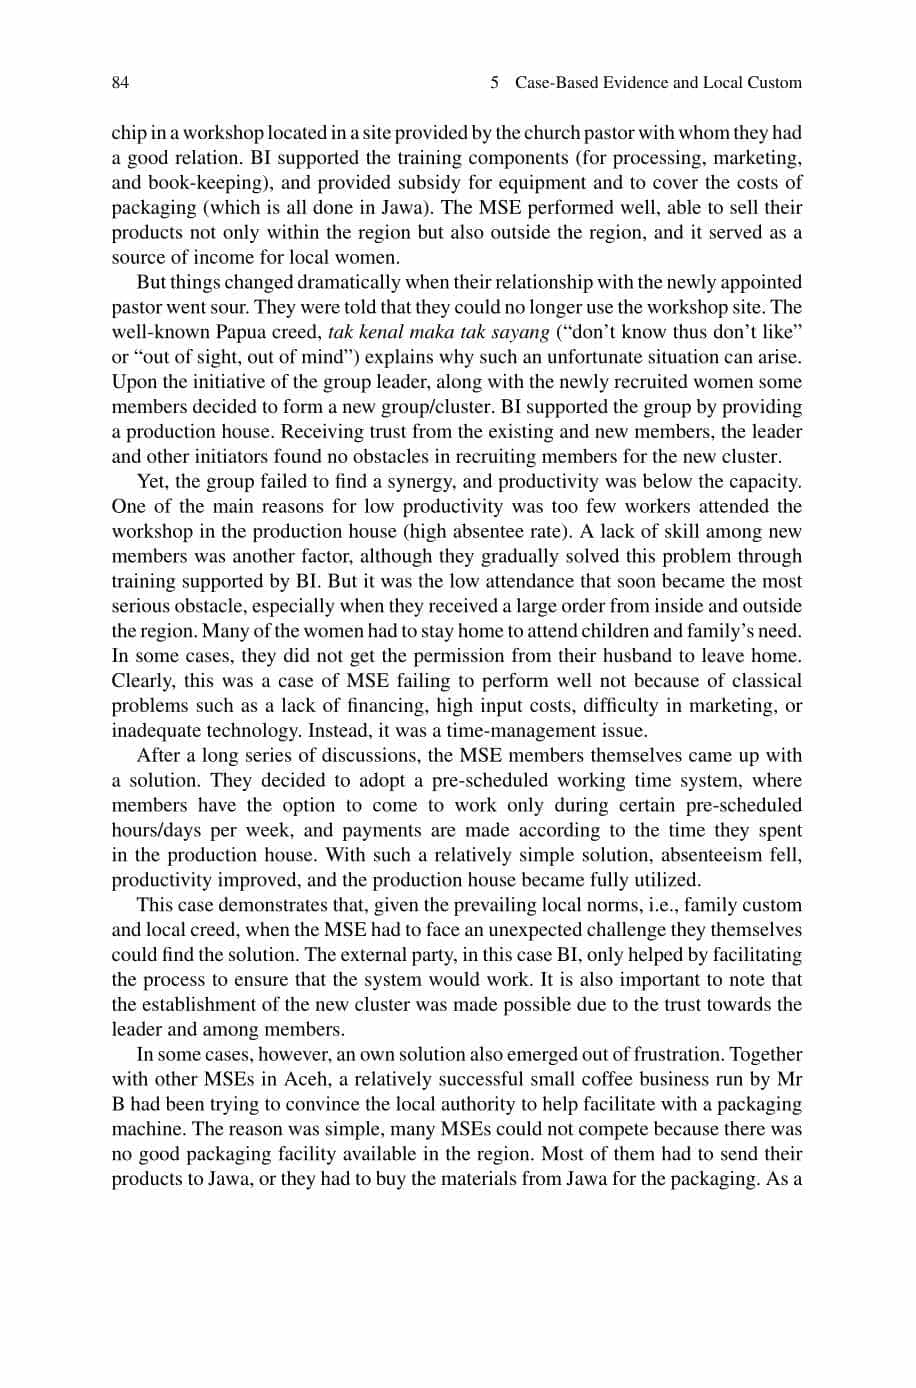 84 5 Case-Based Evidence and Local Custom
chip in a workshop located in a site provided by the church pastor with whom they had
a good relation. BI supported the training components (for processing, marketing,
and book-keeping), and provided subsidy for equipment and to cover the costs of
packaging (which is all done in Jawa). The MSE performed well, able to sell their
products not only within the region but also outside the region, and it served as a
source of income for local women.
But things changed dramatically when their relationship with the newly appointed
pastor went sour. They were told that they could no longer use the workshop site. The
well-known Papua creed, tak kenal maka tak sayang (“don’t know thus don’t like”
or “out of sight, out of mind”) explains why such an unfortunate situation can arise.
Upon the initiative of the group leader, along with the newly recruited women some
members decided to form a new group/cluster. BI supported the group by providing
a production house. Receiving trust from the existing and new members, the leader
and other initiators found no obstacles in recruiting members for the new cluster.
Yet, the group failed to find a synergy, and productivity was below the capacity.
One of the main reasons for low productivity was too few workers attended the
workshop in the production house (high absentee rate). A lack of skill among new
members was another factor, although they gradually solved this problem through
training supported by BI. But it was the low attendance that soon became the most
serious obstacle, especially when they received a large order from inside and outside
the region. Many of the women had to stay home to attend children and family’s need.
In some cases, they did not get the permission from their husband to leave home.
Clearly, this was a case of MSE failing to perform well not because of classical
problems such as a lack of financing, high input costs, difficulty in marketing, or
inadequate technology. Instead, it was a time-management issue.
After a long series of discussions, the MSE members themselves came up with
a solution. They decided to adopt a pre-scheduled working time system, where
members have the option to come to work only during certain pre-scheduled
hours/days per week, and payments are made according to the time they spent
in the production house. With such a relatively simple solution, absenteeism fell,
productivity improved, and the production house became fully utilized.
This case demonstrates that, given the prevailing local norms, i.e., family custom
and local creed, when the MSE had to face an unexpected challenge they themselves
could find the solution. The external party, in this case BI, only helped by facilitating
the process to ensure that the system would work. It is also important to note that
the establishment of the new cluster was made possible due to the trust towards the
leader and among members.
In some cases, however, an own solution also emerged out of frustration. Together
with other MSEs in Aceh, a relatively successful small coffee business run by Mr
B had been trying to convince the local authority to help facilitate with a packaging
machine. The reason was simple, many MSEs could not compete because there was
no good packaging facility available in the region. Most of them had to send their
products to Jawa, or they had to buy the materials from Jawa for the packaging. As a